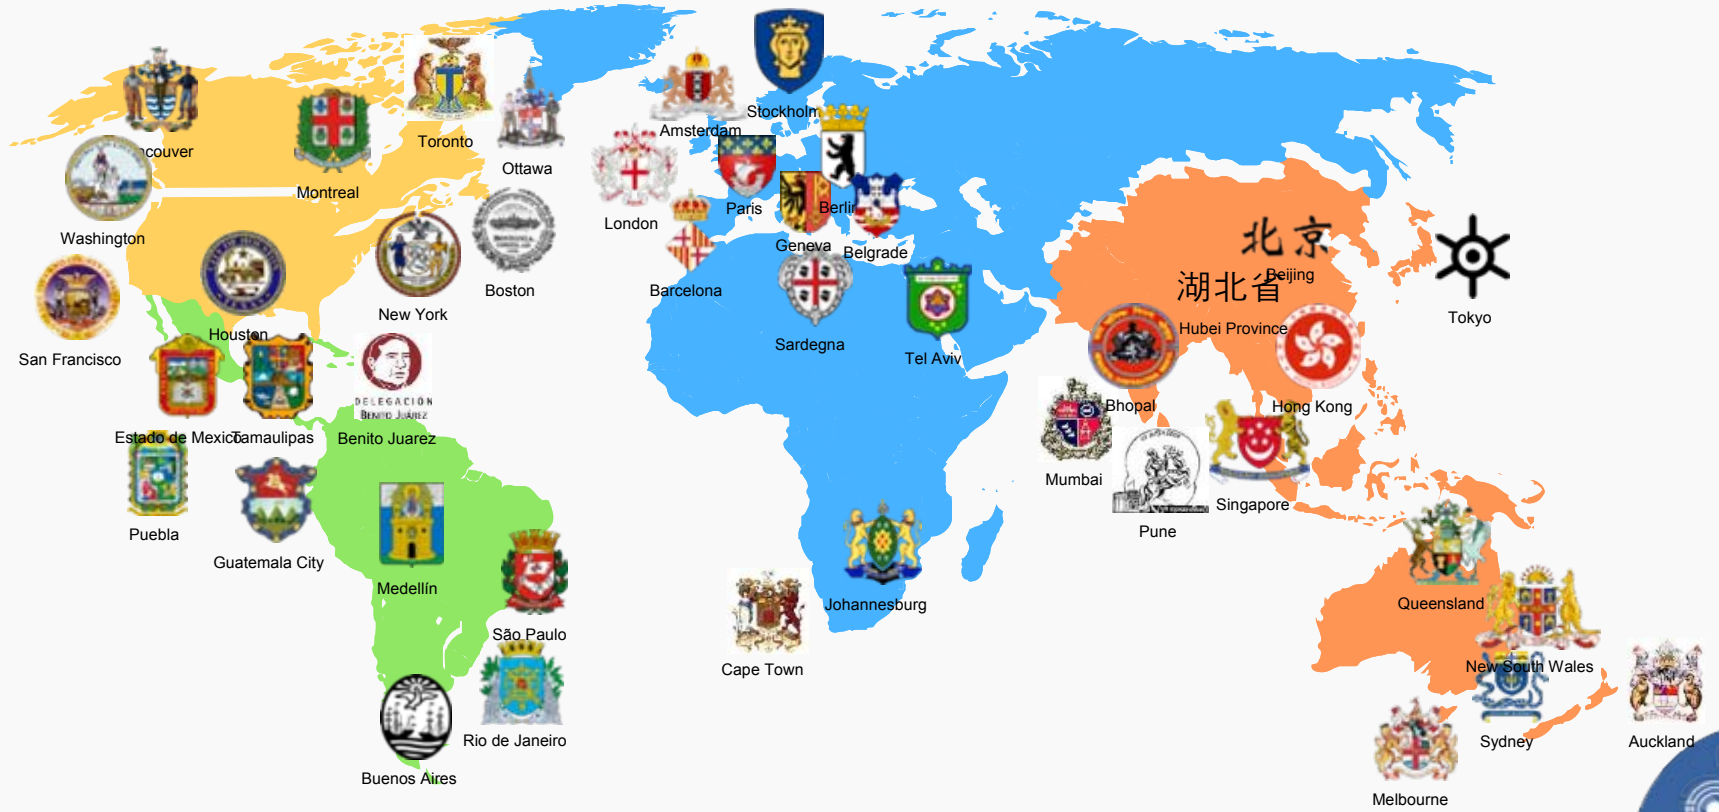 Stockholm
Amsterdam
Toronto
ncouver
Ottawa
Montreal
Paris
Berlin
London
Washington
Geneva
Belgrade
北京
Beijing
湖北省
Boston
Barcelona
New York
Tokyo
Houston
Hubei Province
Sardegna
San Francisco
Tel Aviv
DELEGACIÓN
BENITO JUÁREZ
Bhopal
Hong Kong
Estado de Mexico
Tamaulipas
Benito Juarez
Mumbai
Singapore
Puebla
Pune
Guatemala City
Medellín
Queensland
Johannesburg
São Paulo
New South Wales
Cape Town
Rio de Janeiro
Sydney
Auckland
Buenos Aires
Melbourne